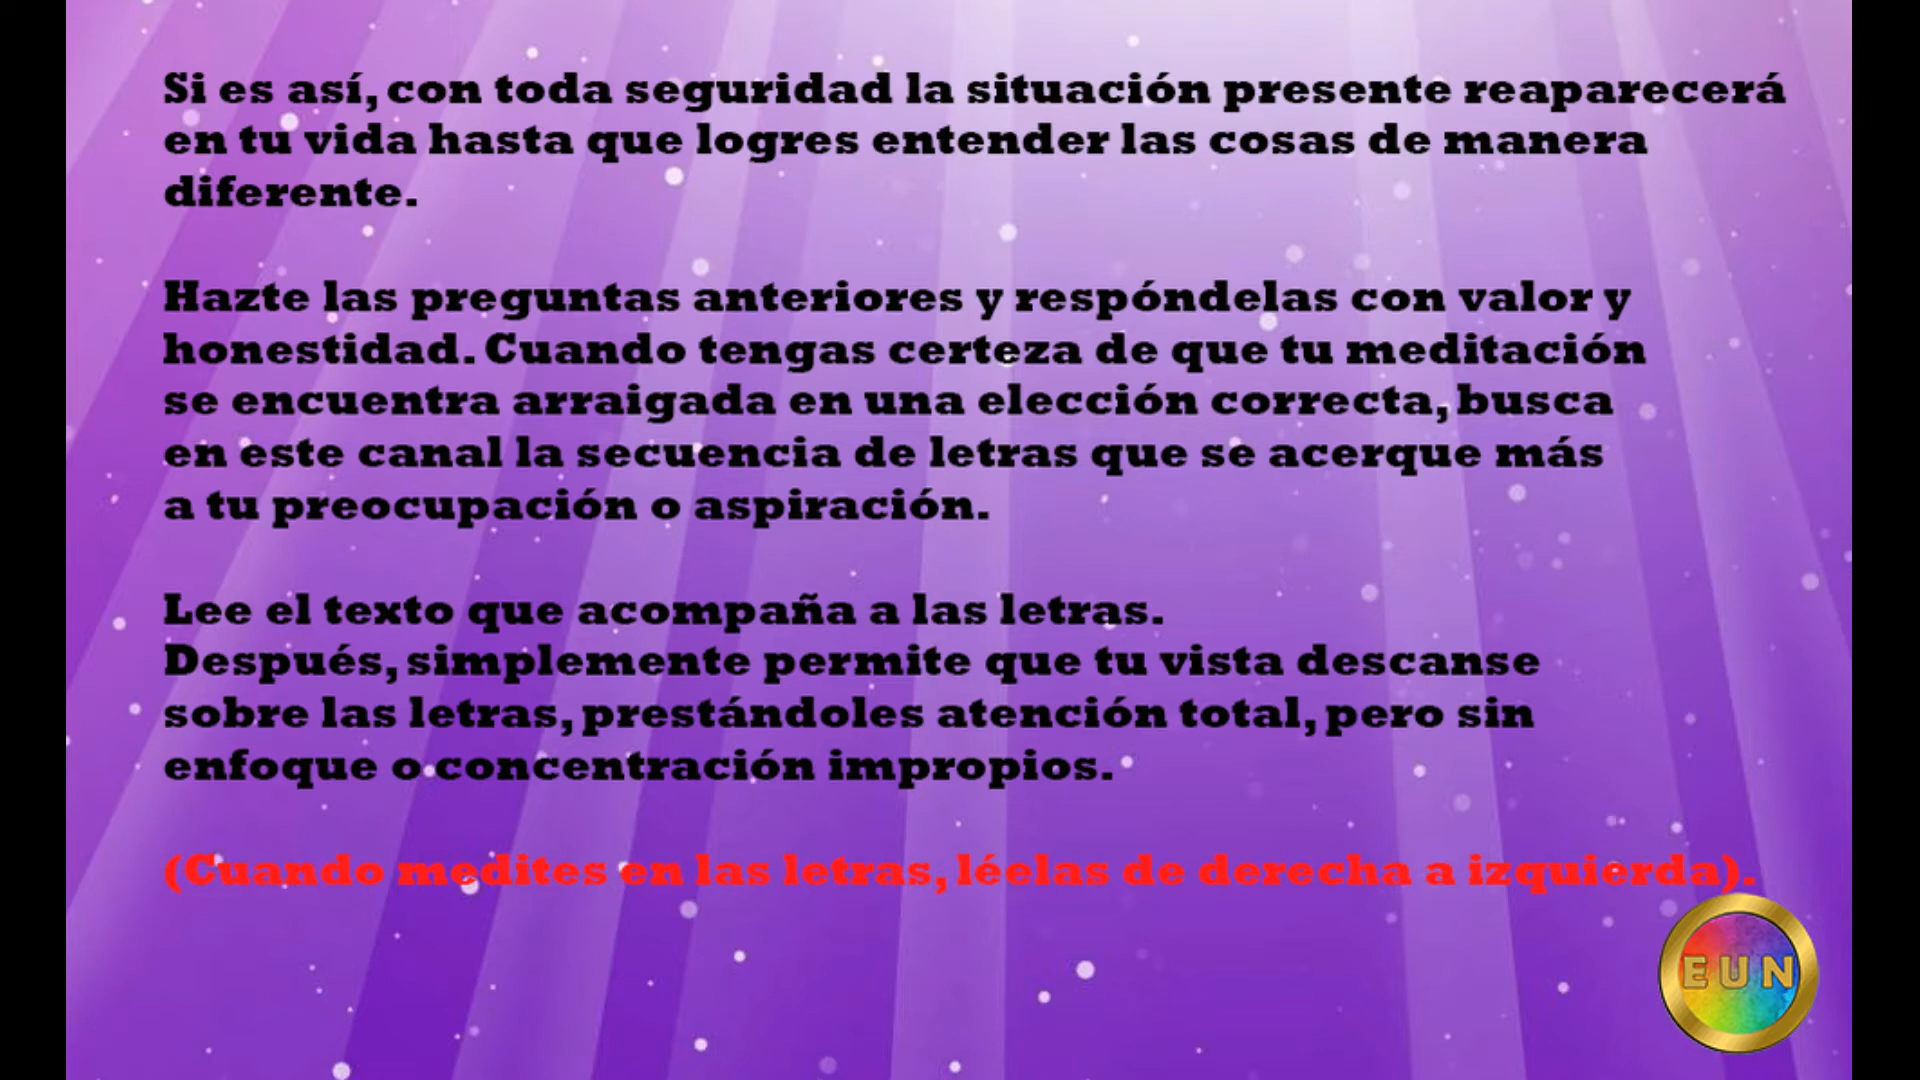 Si es así, con toda seguridad la situación presente reaparecerá
en tu vida hasta que logres entender las cosas de manera
diferente.
Hazte las preguntas anteriores y respóndelas con valor y
honestidad. Cuando tengas certeza de que tu meditación
se encuentra arraigada en una elección correcta, busca
en este canal la secuencia de letras que se acerque más
a tu preocupación o aspiración.
Lee el texto que acompaña a las letras.
Después, simplemente permite que tu vista descanse
sobre las letras, prestándoles atención total, pero sin
enfoque o concentración impropios.
(Cuando medites en las letras, léelas de derecha a izquierda).
EUN